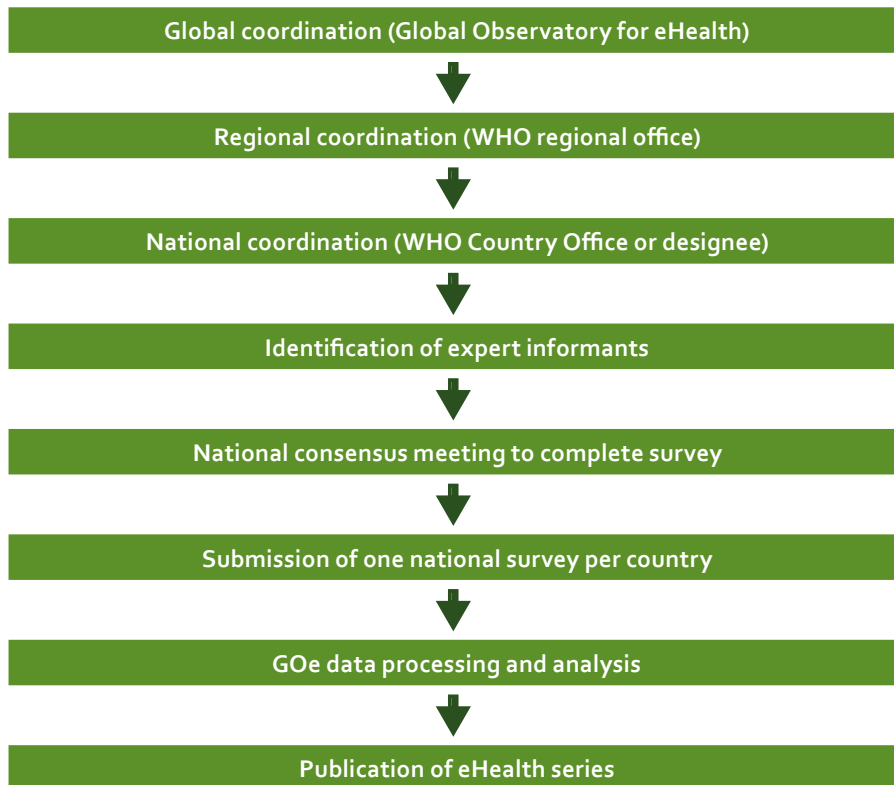 Global coordination (Global Observatory for eHealth)
Regional coordination (WHO regional office)
National coordination (WHO Country Office or designee)
Identification of expert informants
National consensus meeting to complete survey
Submission of one national survey per country
GOe data processing and analysis
Publication of eHealth series